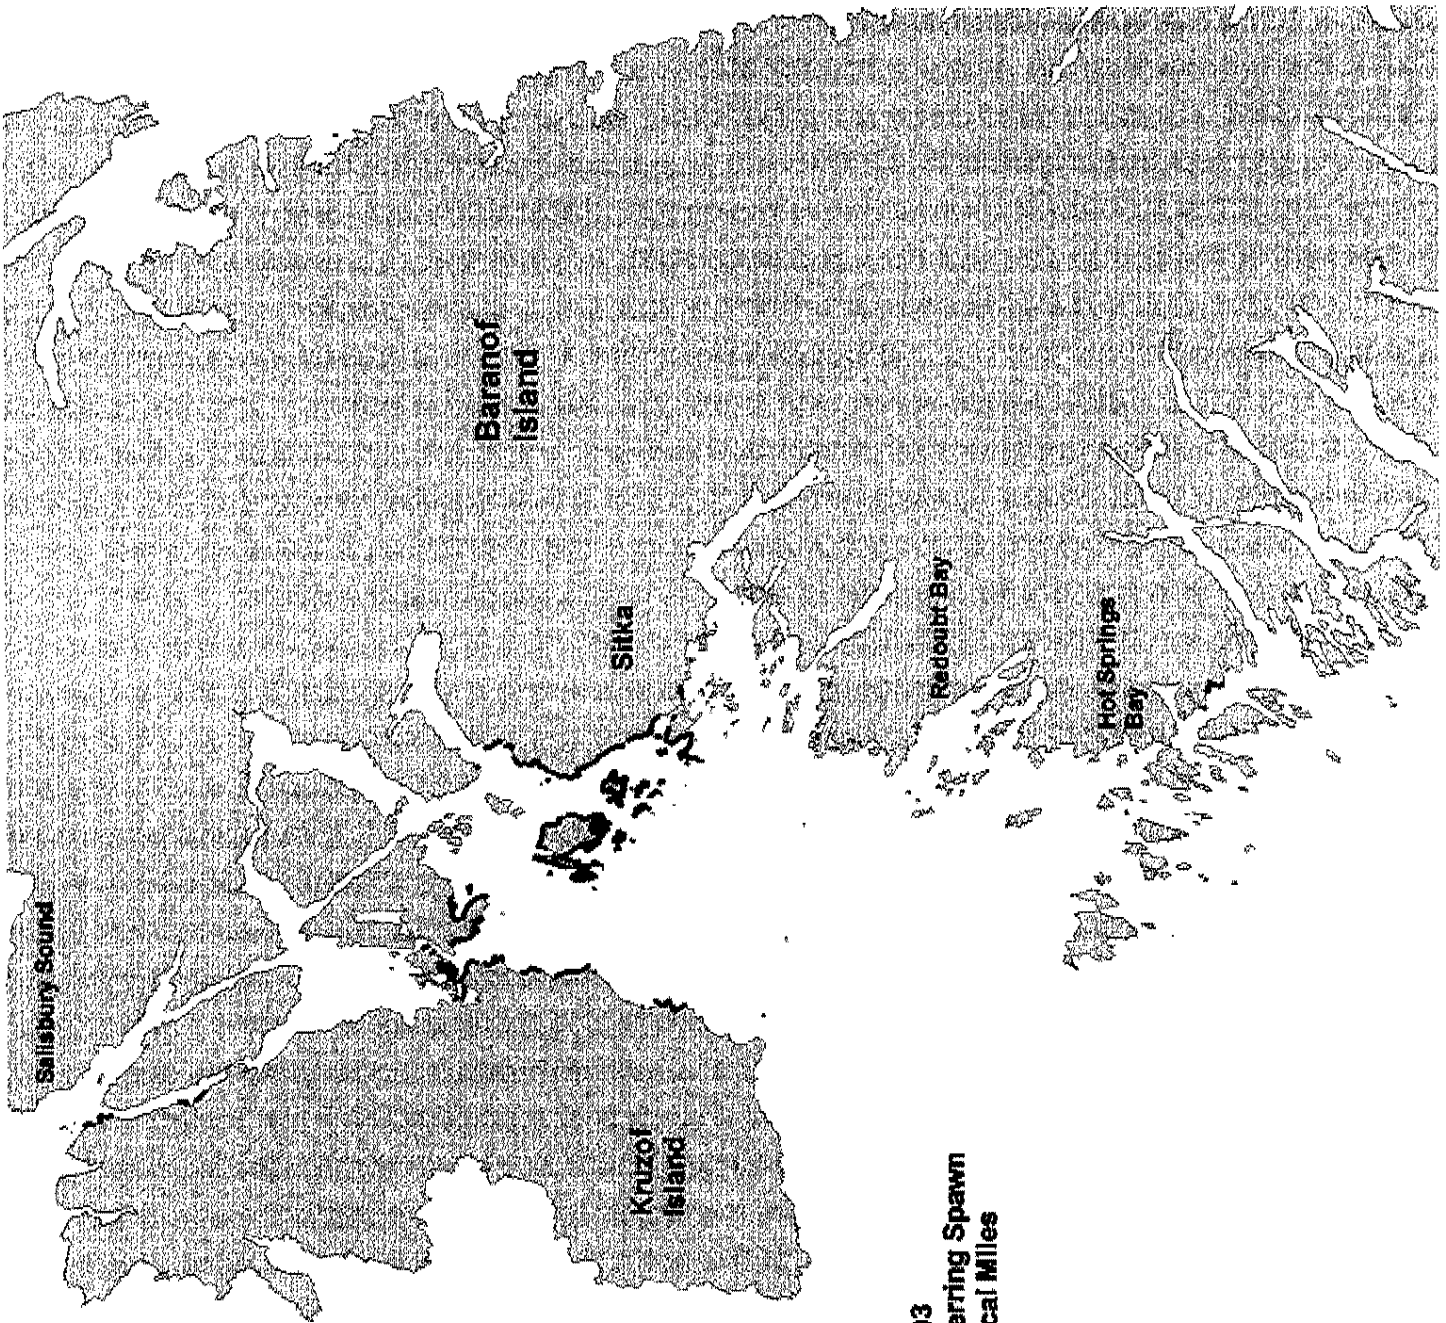 Salisbury Sound
Baranof
Island
Sitka
Redoubt Bay
Hot Springs
Bay
Kruzof
Island
03
erring Spawn
cal Miles